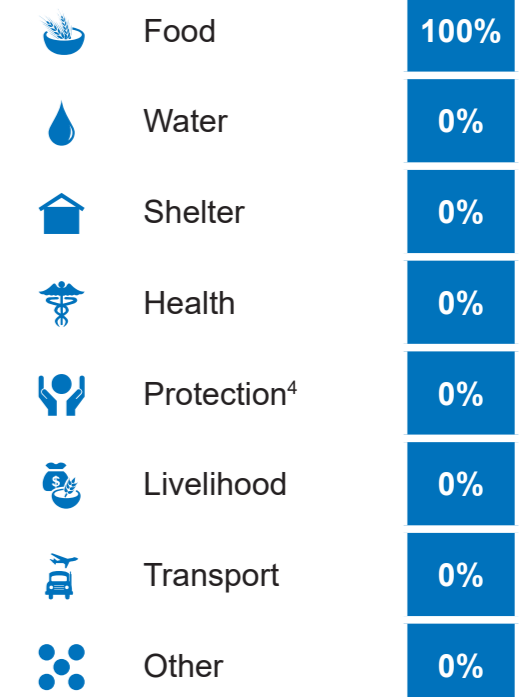 Food 100%
Water 0%
Shelter 0%
Health 0%
Protection⁴ 0%
$ Livelihood 0%
Transport 0%
Other 0%